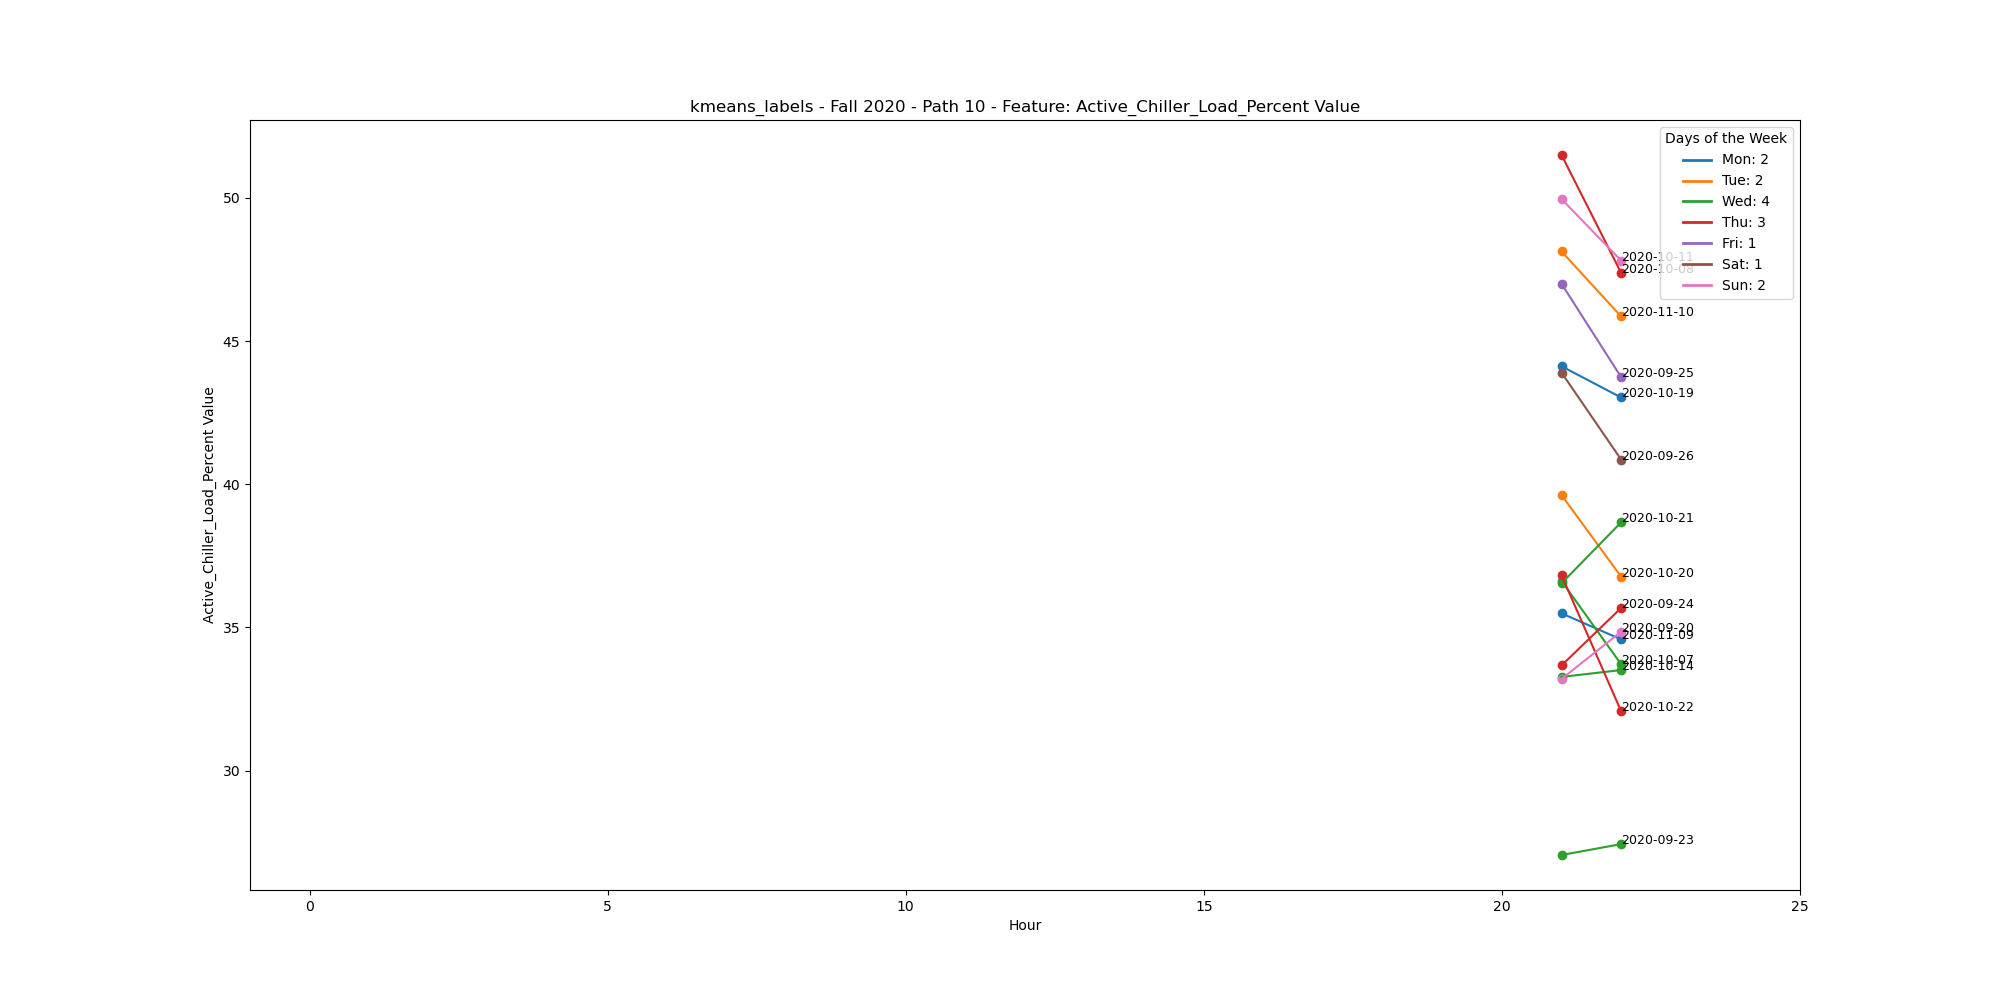 kmeans_labels - Fall 2020 - Path 10 - Feature: Active_Chiller_Load_Percent Value
Days of the Week
Mon: 2
Tue: 2
Wed: 4
Thu: 3
Fri: 1
Sat: 1
Sun: 2
2020-10-11
2020-10-08
2020-11-10
2020-09-25
2020-10-19
2020-09-26
2020-10-21
2020-10-20
2020-09-24
2020-09-20
2020-11-09
2020-10-07
2020-10-14
2020-10-22
2020-09-23
Active_Chiller_Load_Percent Value
50
45
40
35
30
0 5 10 15 20 25
Hour